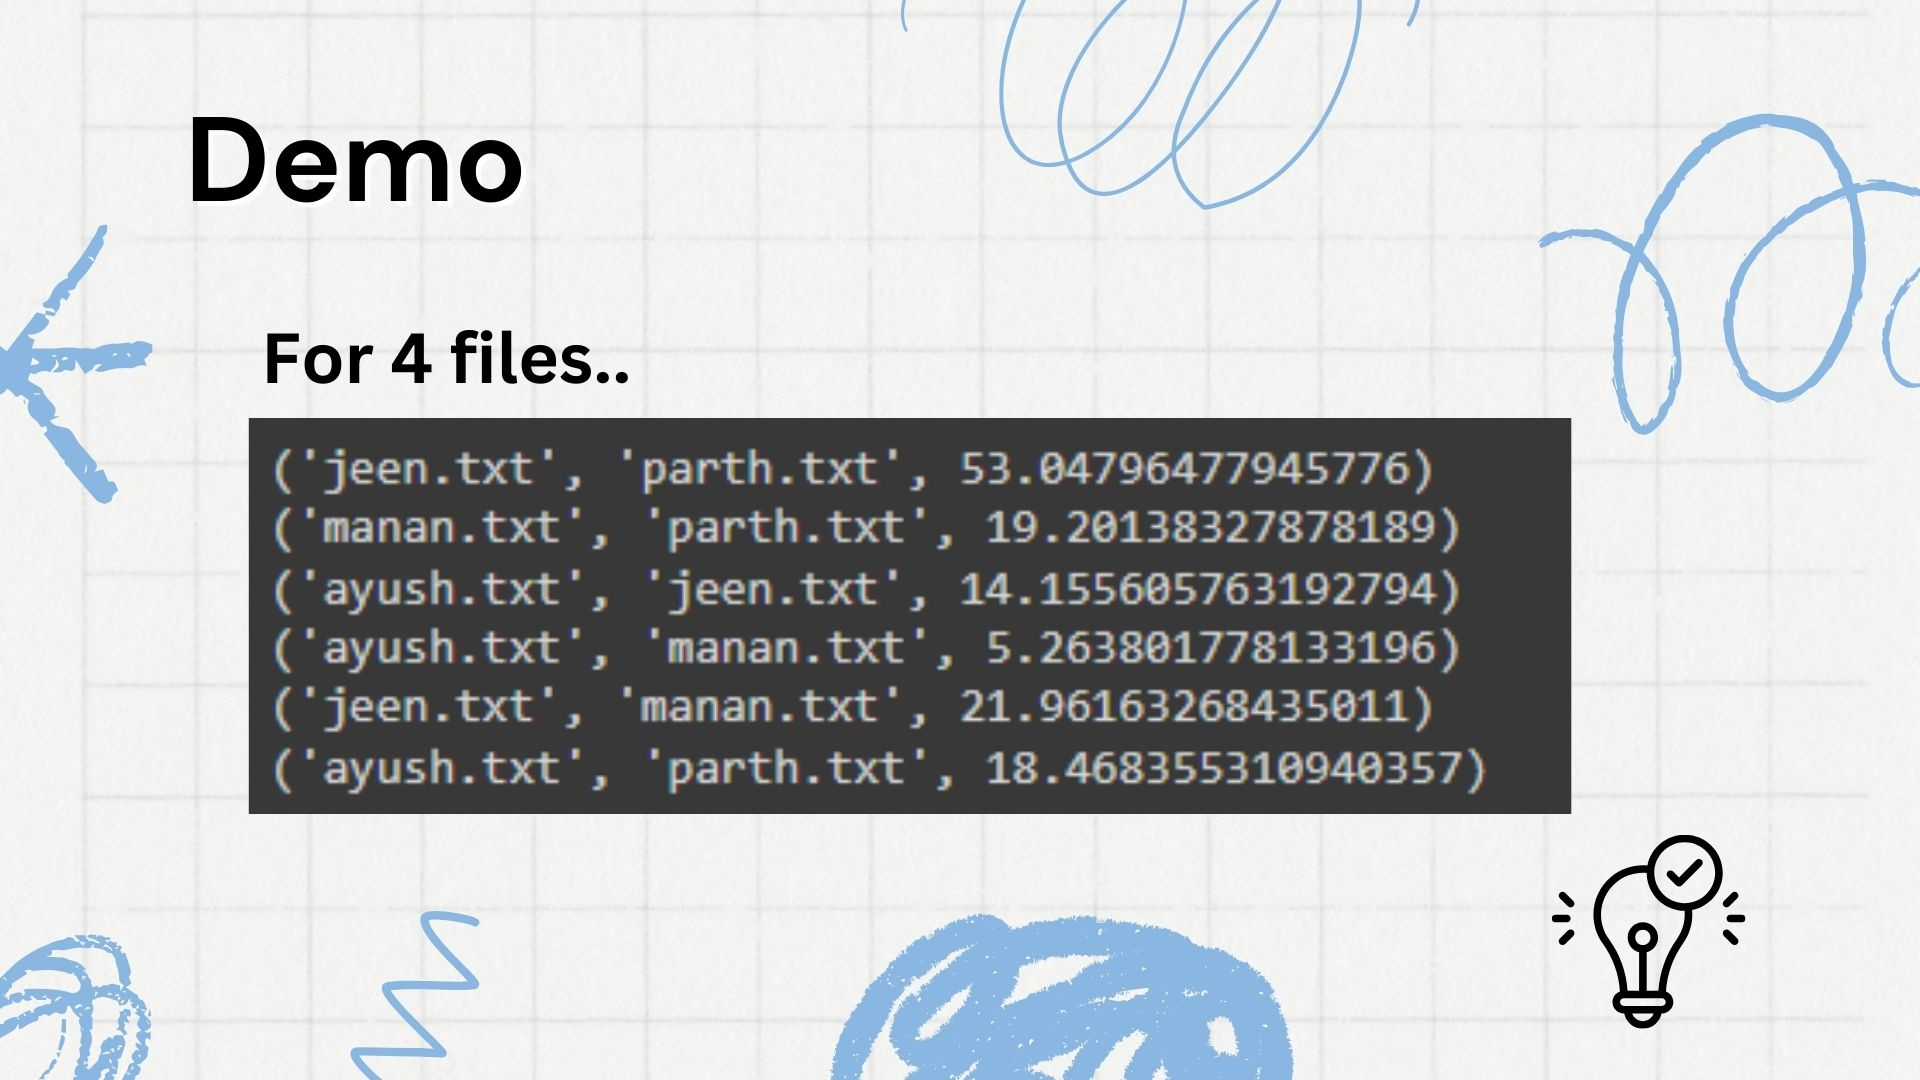 Demo
For 4 files..
('jeen.txt', 'parth.txt', 53.04796477945776)
('manan.txt', 'parth.txt', 19.20138327878189)
('ayush.txt', 'jeen.txt', 14.155605763192794)
('ayush.txt', 'manan.txt', 5.263801778133196)
('jeen.txt', 'manan.txt', 21.96163268435011)
('ayush.txt', 'parth.txt', 18.468355310940357)